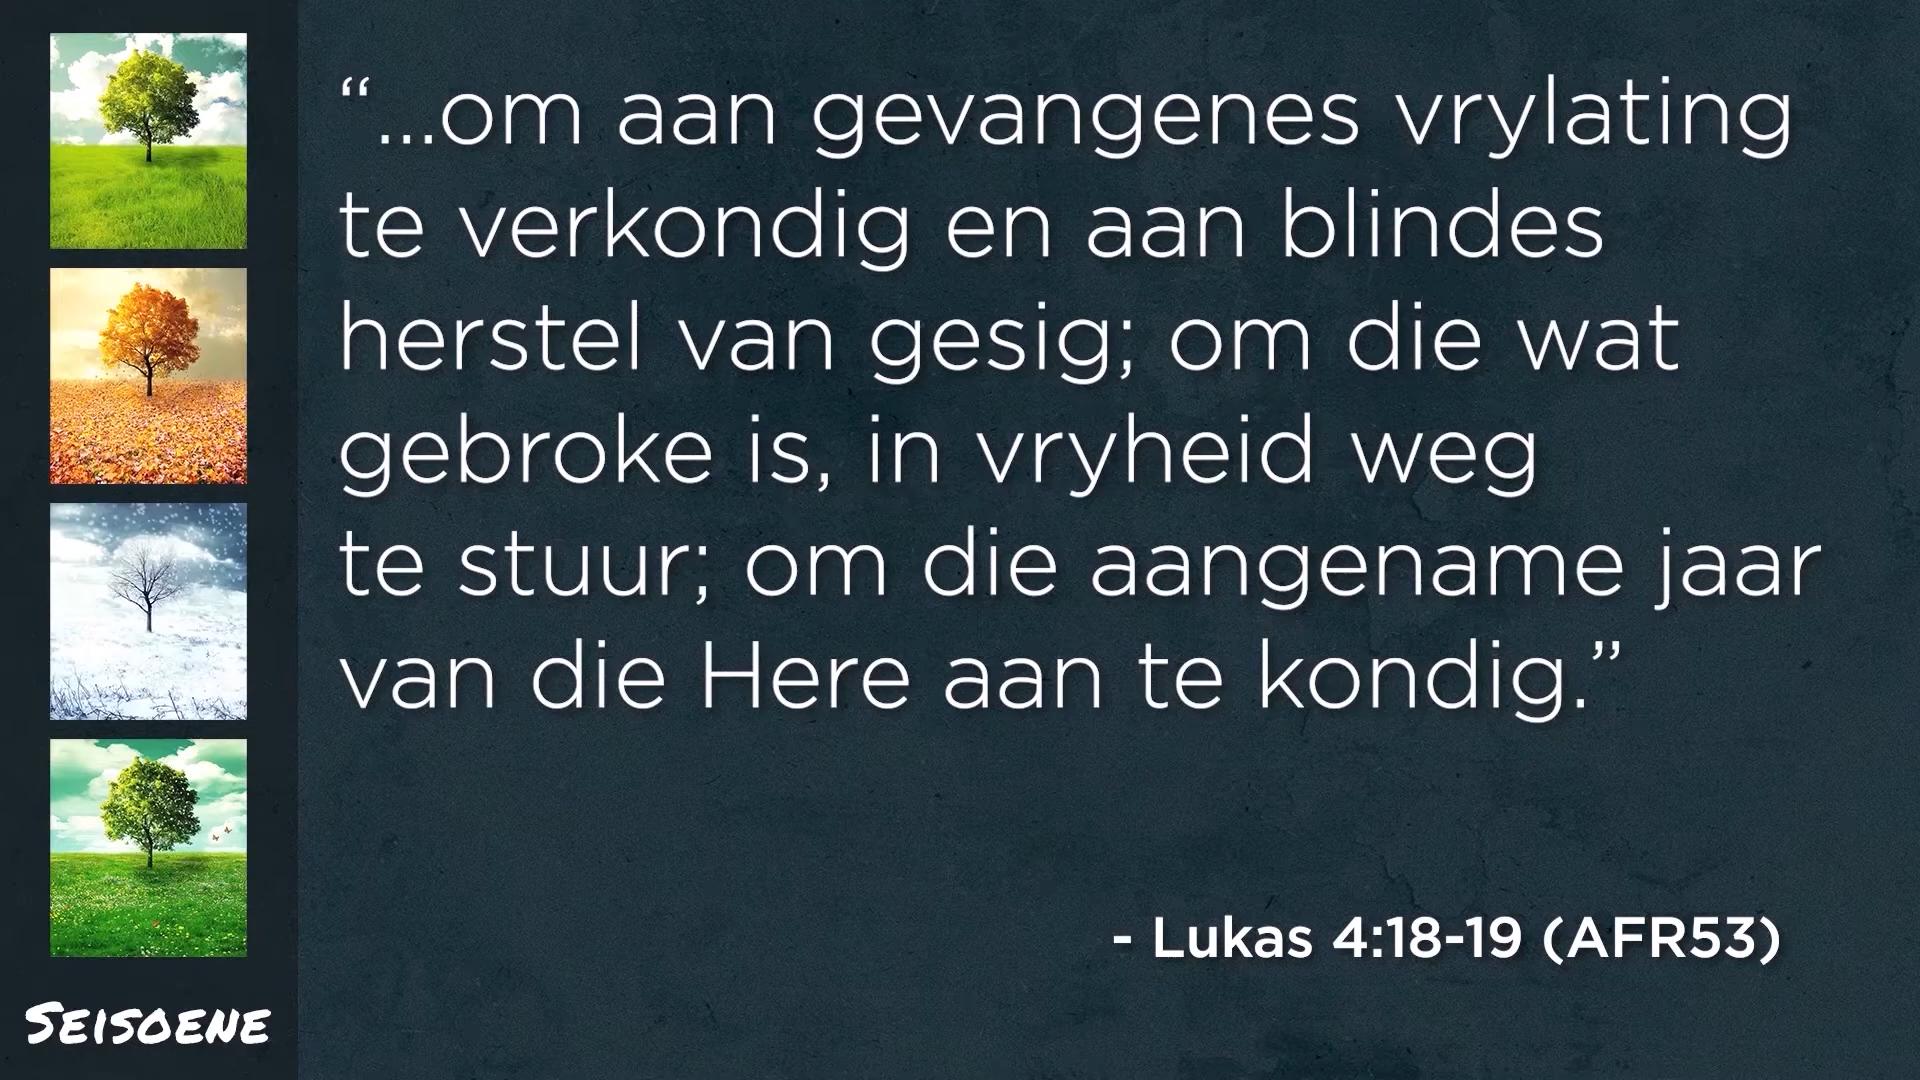 “...om aan gevangenes vrylating
te verkondig en aan blindes
herstel van gesig; om die wat
gebroke is, in vryheid weg
te stuur; om die aangename jaar
van die Here aan te kondig.”
- Lukas 4:18-19 (AFR53)
SEISOENE